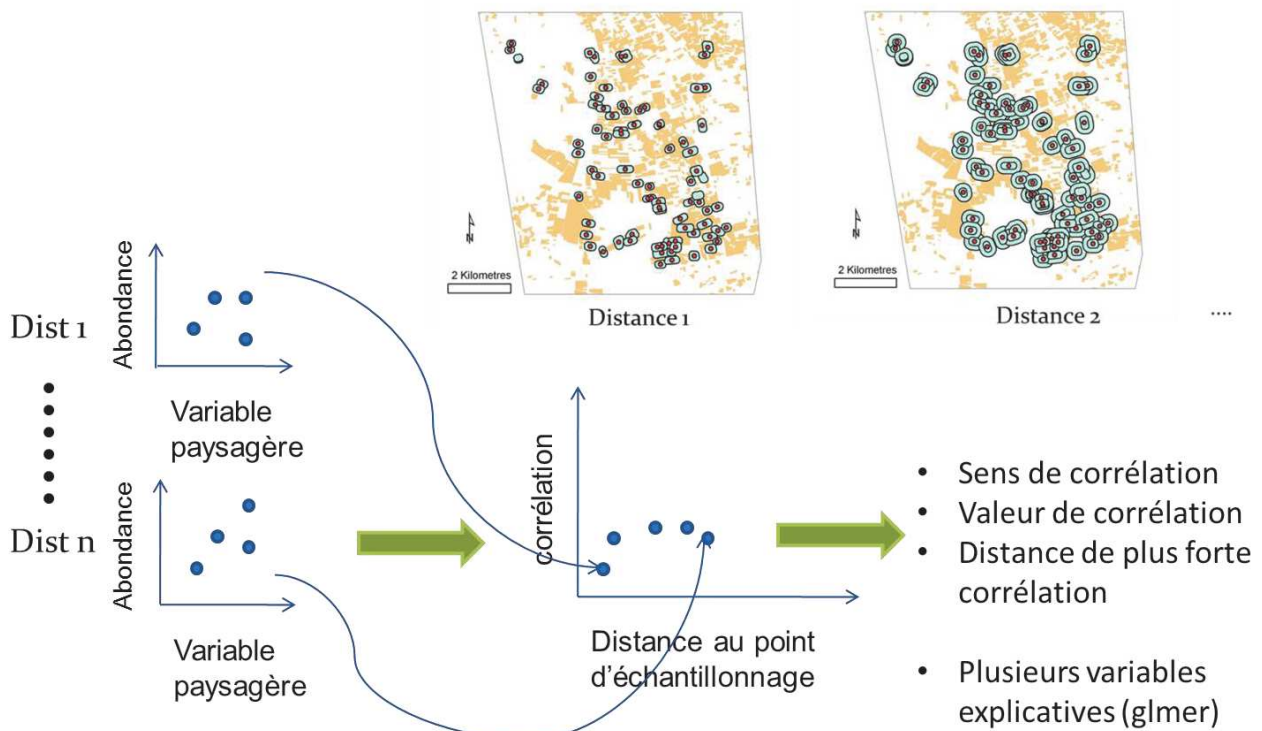 N
2 Kilometres
Distance 1
N
2 Kilometres
Distance 2
....
Dist 1
Abondance
Variable
paysagère
Dist n
Abondance
Variable
paysagère
corrélation
Distance au point
d'échantillonnage
• Sens de corrélation
• Valeur de corrélation
• Distance de plus forte
corrélation
• Plusieurs variables
explicatives (glmer)